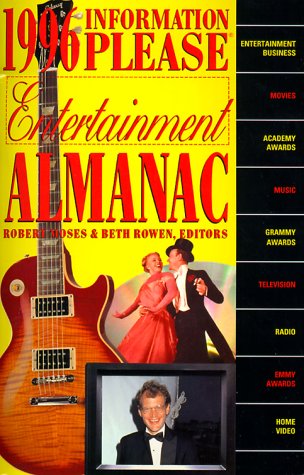 1996 INFORMATION
PLEASE®
Entertainment
ALMANAC
ROBERT MOSES & BETH ROWEN, EDITORS
ENTERTAINMENT
BUSINESS
MOVIES
ACADEMY
AWARDS
MUSIC
GRAMMY
AWARDS
TELEVISION
RADIO
EMMY
AWARDS
HOME
VIDEO
Gibson